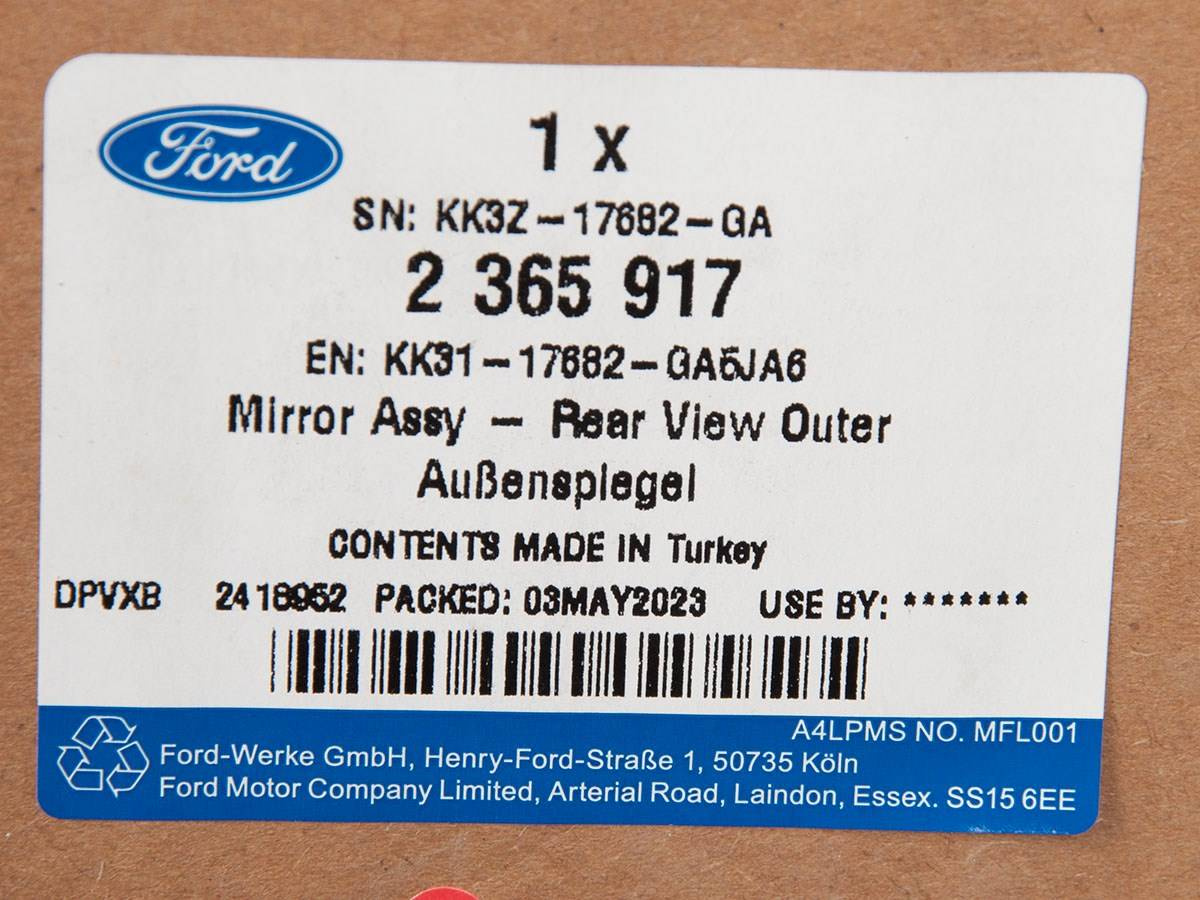 Ford
1 x
SN: KK3Z-17682-GA
2 365 917
EN: KK31-17682-GA5JA6
Mirror Assy - Rear View Outer
Außenspiegel
CONTENTS MADE IN Turkey
DPVXB 2418952 PACKED: 03MAY2023 USE BY: *******
A4LPMS NO. MFL001
Ford-Werke GmbH, Henry-Ford-Straße 1, 50735 Köln
Ford Motor Company Limited, Arterial Road, Laindon, Essex. SS15 6EE